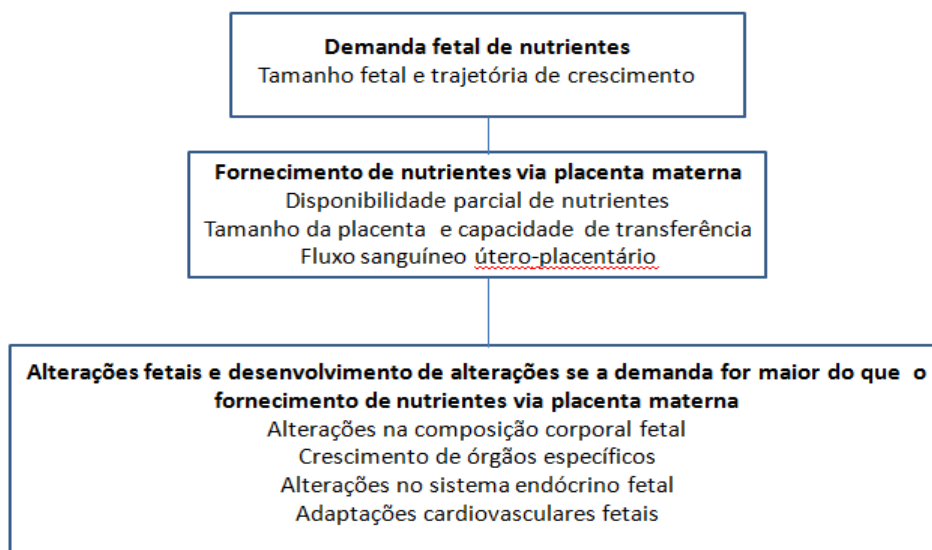 Demanda fetal de nutrientes
Tamanho fetal e trajetória de crescimento
Fornecimento de nutrientes via placenta materna
Disponibilidade parcial de nutrientes
Tamanho da placenta e capacidade de transferência
Fluxo sanguíneo útero-placentário
Alterações fetais e desenvolvimento de alterações se a demanda for maior do que o
fornecimento de nutrientes via placenta materna
Alterações na composição corporal fetal
Crescimento de órgãos específicos
Alterações no sistema endócrino fetal
Adaptações cardiovasculares fetais